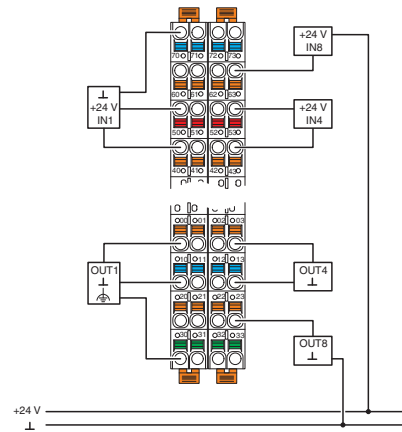 70 71 72 73
+24 V
IN8
60 61 62 63
⊥
+24 V
IN1
+24 V
IN4
50 51 52 53
40 41 42 43
00 01 02 03
OUT1
⊥
10 11 12 13
OUT4
⊥
20 21 22 23
30 31 32 33
OUT8
⊥
+24 V
⊥